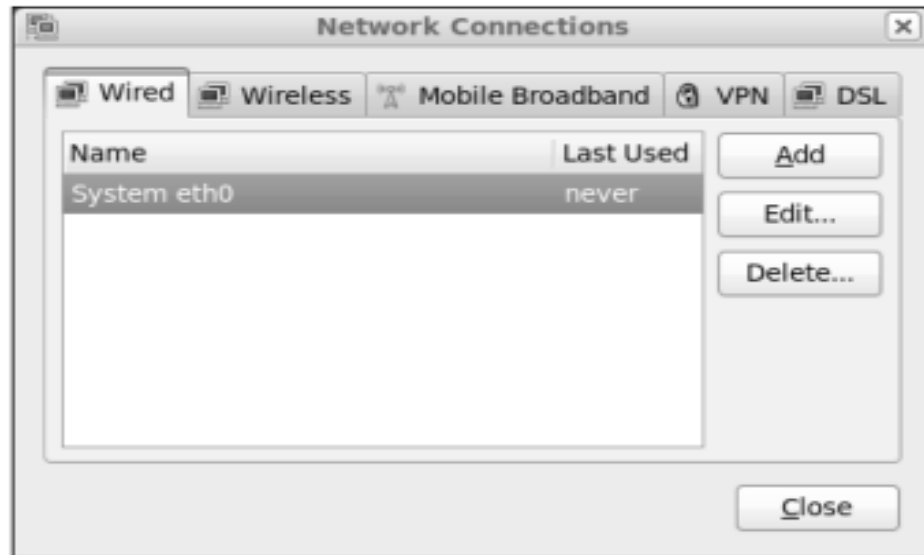 Network Connections
Wired Wireless Mobile Broadband VPN DSL
Name Last Used
System eth0 never
Add
Edit...
Delete...
Close